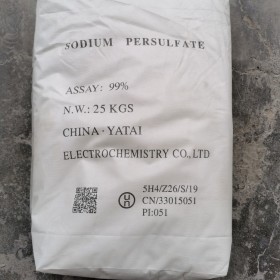 SODIUM PERSULFATE
ASSAY: 99%
N.W.: 25 KGS
CHINA·YATAI
ELECTROCHEMISTRY CO., LTD
5H4/Z26/S/19
CN/33015051
PI:051